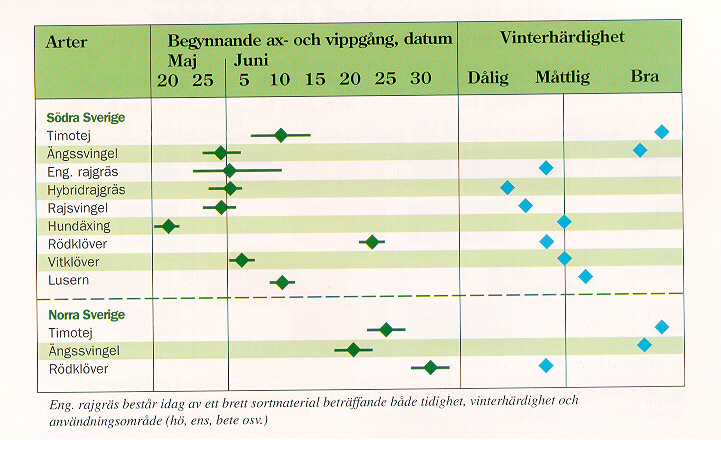 Arter Begynnande ax- och vippgång, datum Vinterhärdighet
Maj Juni
20 25 5 10 15 20 25 30 Dålig Måttlig Bra
Södra Sverige
Timotej
Ängssvingel
Eng. rajgräs
Hybridrajgräs
Rajsvingel
Hundäxing
Rödklöver
Vitklöver
Lusern
Norra Sverige
Timotej
Ängssvingel
Rödklöver
Eng. rajgräs består idag av ett brett sortmaterial beträffande både tidighet, vinterhärdighet och
användningsområde (hö, ens, bete osv.)